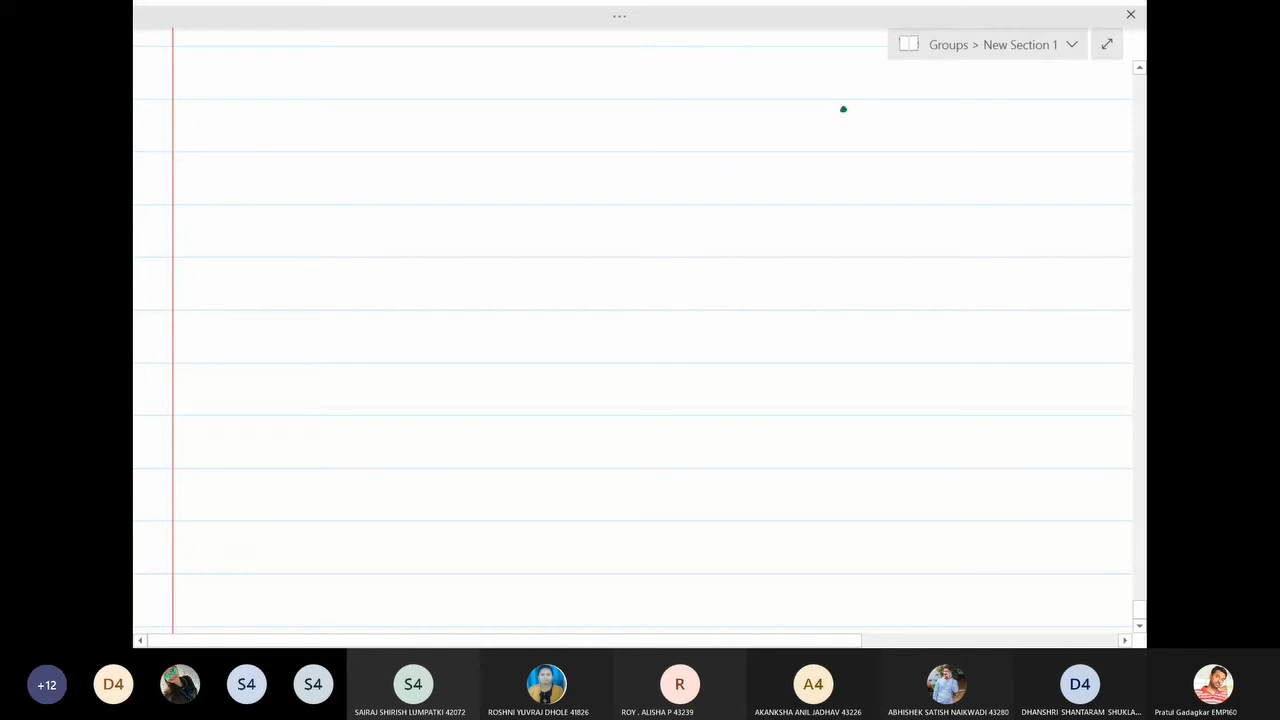 Groups > New Section 1
+12
D4
S4
S4
S4
R
A4
D4
SAIRAJ SHIRISH LUMPATKI 42072
ROSHNI YUVRAJ DHOLE 41826
ROY . ALISHA P 43239
AKANKSHA ANIL JADHAV 43226
ABHISHEK SATISH NAIKWADI 43280
DHANSHRI SHANTARAM SHUKLA...
Pratul Gadagkar EMP160